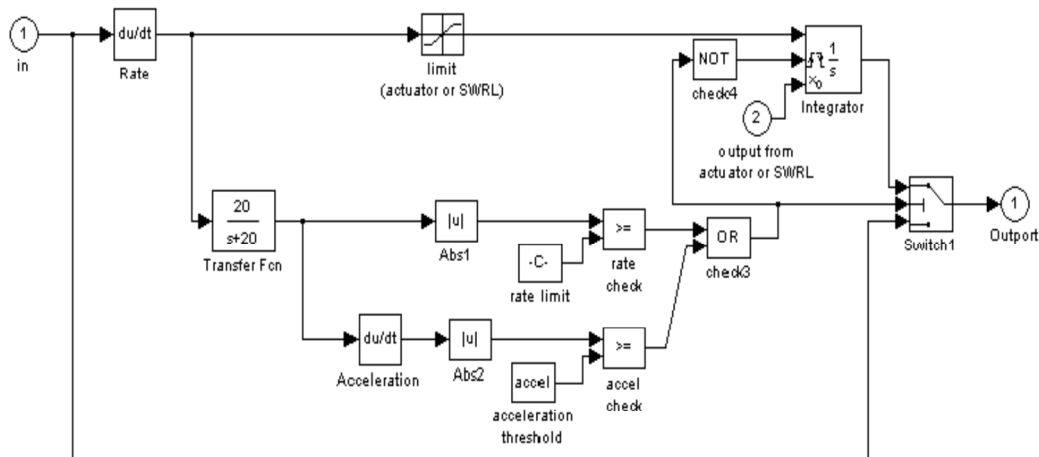 1
in
du/dt
Rate
limit
(actuator or SWRL)
NOT
check4
1
s
x0
Integrator
2
output from
actuator or SWRL
20
s+20
Transfer Fcn
|u|
Abs1
-C-
rate limit
>=
rate
check
OR
check3
Switch1
1
Outport
du/dt
Acceleration
|u|
Abs2
accel
acceleration
threshold
>=
accel
check